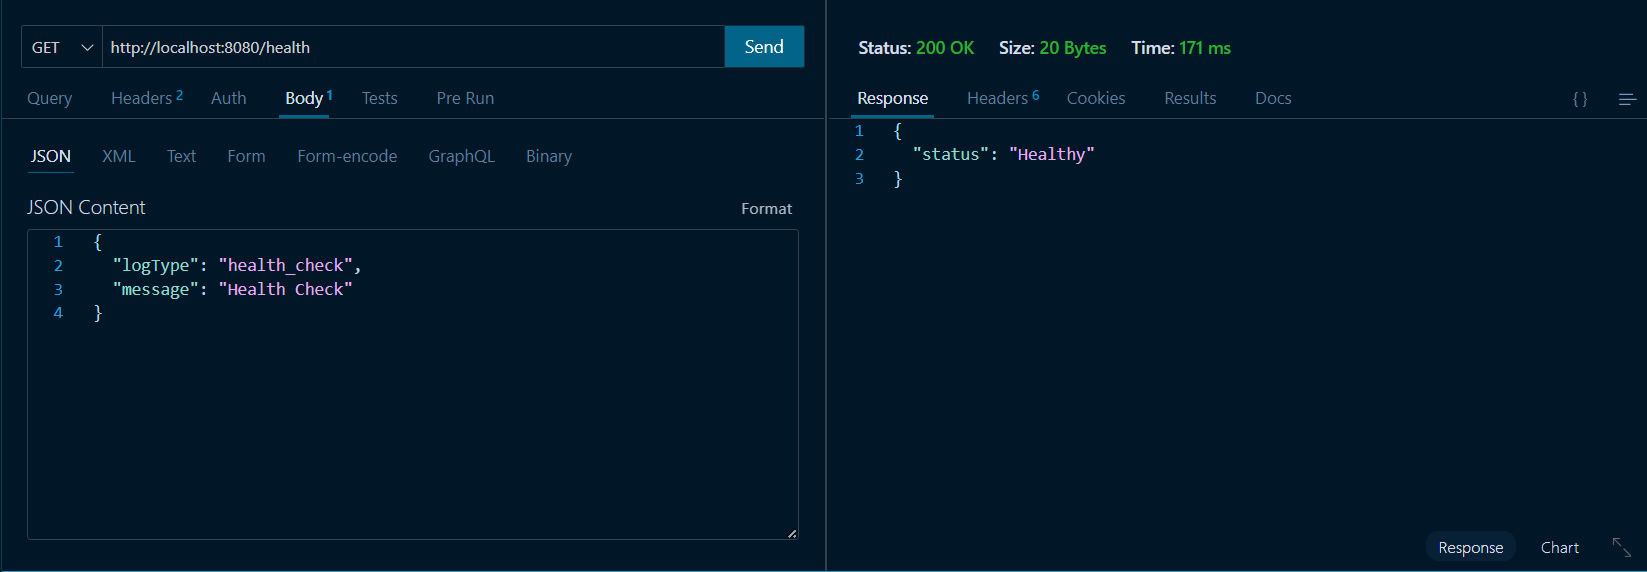 GET http://localhost:8080/health Send
Query Headers 2 Auth Body 1 Tests Pre Run
JSON XML Text Form Form-encode GraphQL Binary
JSON Content Format
1 {
2 "logType": "health_check",
3 "message": "Health Check"
4 }
Status: 200 OK Size: 20 Bytes Time: 171 ms
Response Headers 6 Cookies Results Docs { }
1 {
2 "status": "Healthy"
3 }
Response Chart